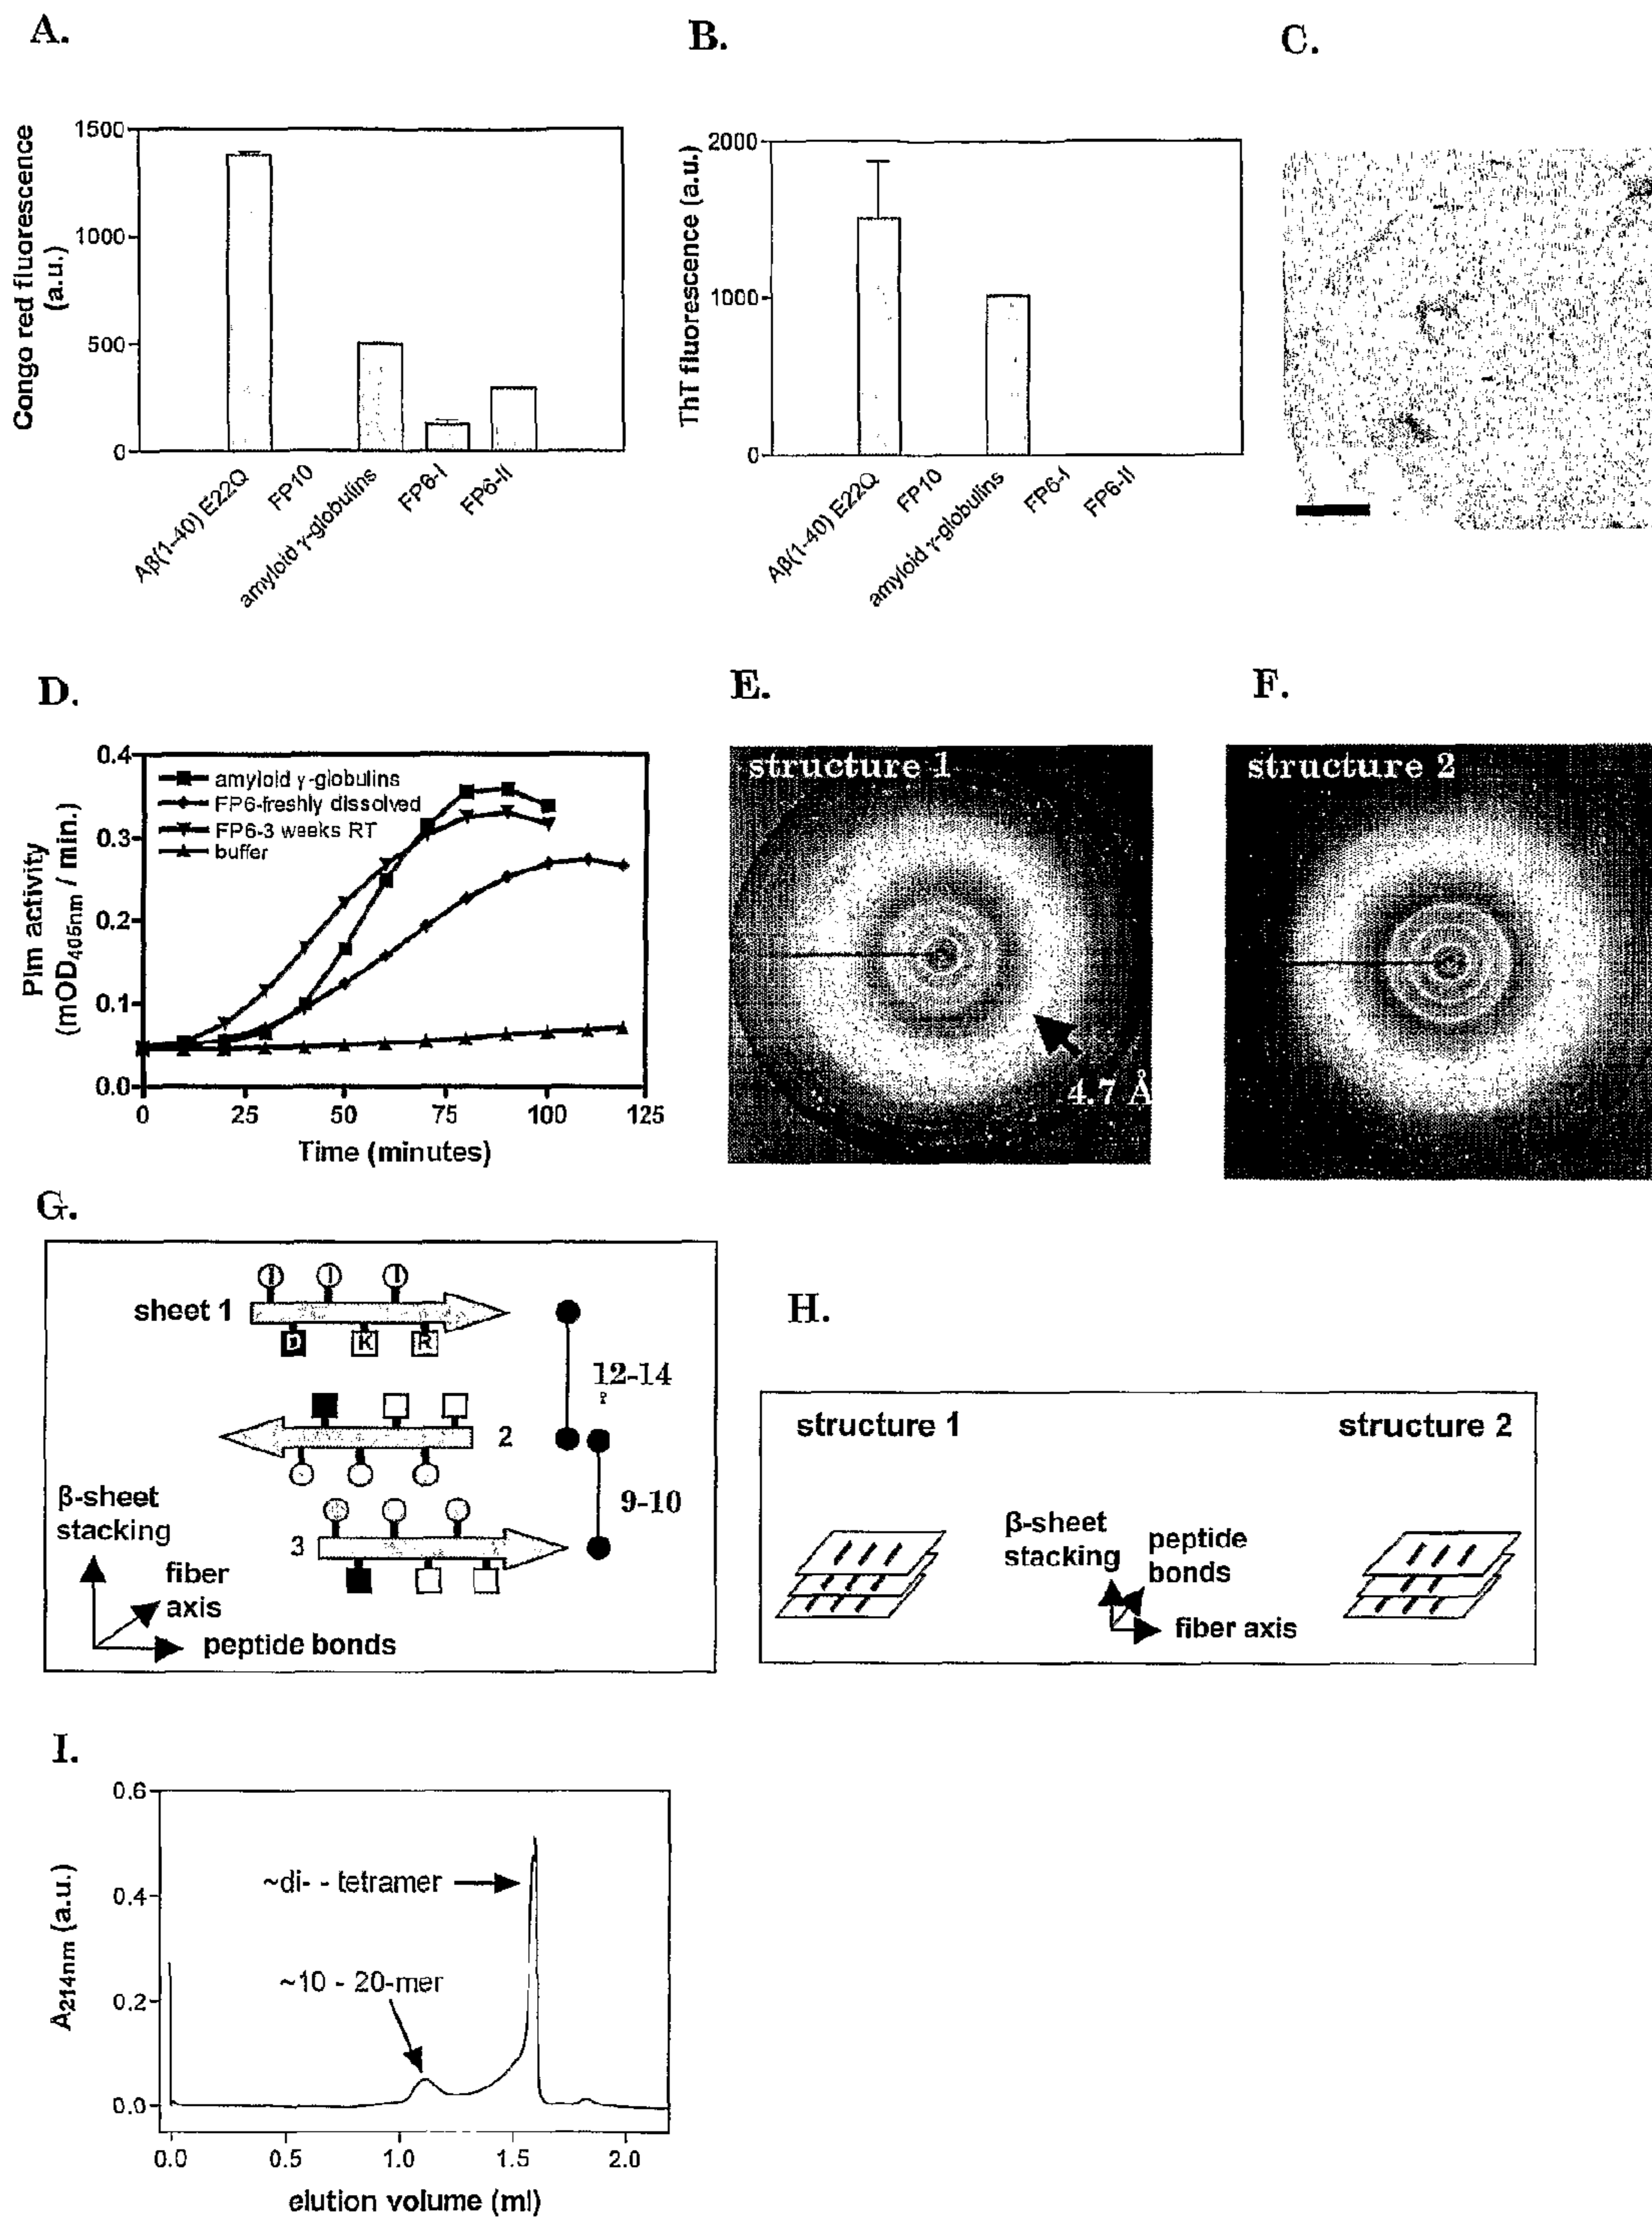 A.
Congo red fluorescence
(a.u.)
1500
1000
500
0
Aβ(1-40) E22Q
FP10
amyloid γ-globulins
FP6-I
FP6-II
B.
ThT fluorescence (a.u.)
2000
1000
0
Aβ(1-40) E22Q
FP10
amyloid γ-globulins
FP6-I
FP6-II
C.
D.
Plm activity
(mOD405nm / min.)
0.4
0.3
0.2
0.1
0.0
amyloid γ-globulins
FP6-freshly dissolved
FP6-3 weeks RT
buffer
0 25 50 75 100 125
Time (minutes)
E.
structure 1
4.7 Å
F.
structure 2
G.
sheet 1
I I I
D K R
12-14
2
9-10
3
β-sheet
stacking
fiber
axis
peptide bonds
H.
structure 1
structure 2
β-sheet
stacking
peptide
bonds
fiber axis
I.
A214nm (a.u.)
0.6
0.4
0.2
0.0
~di- - tetramer
~10 - 20-mer
0.0 0.5 1.0 1.5 2.0
elution volume (ml)